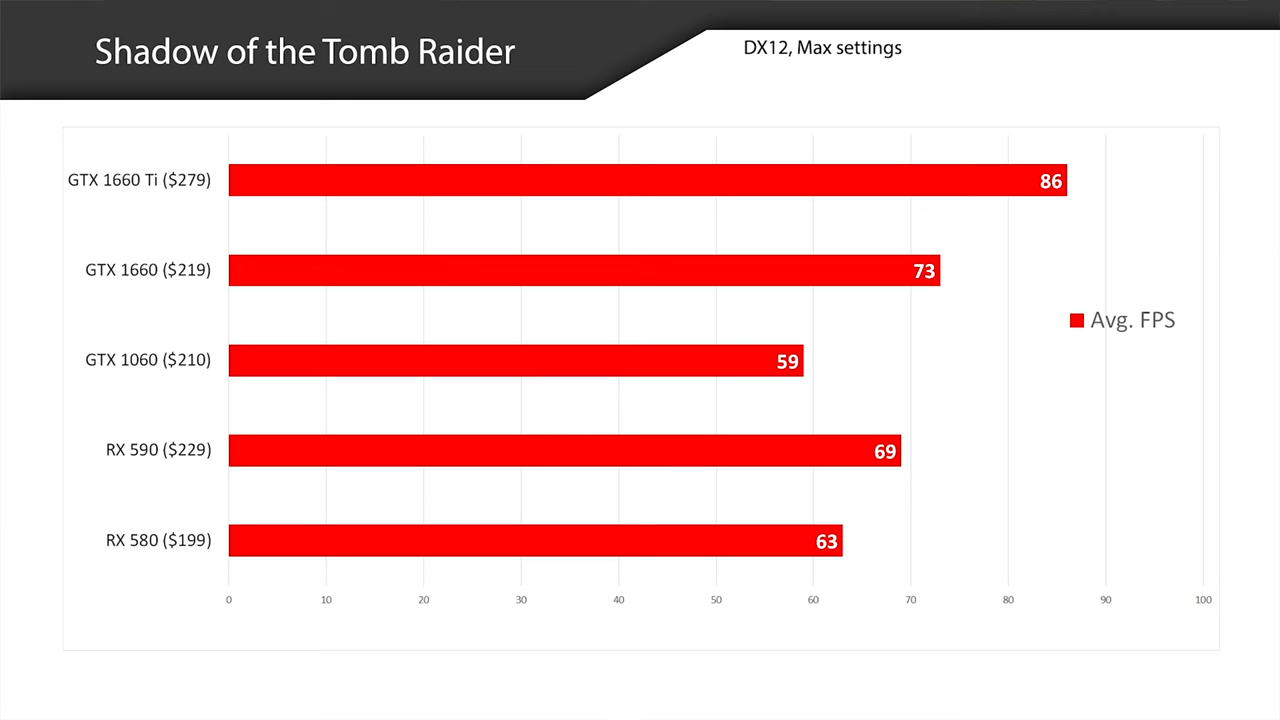 Shadow of the Tomb Raider
DX12, Max settings
GTX 1660 Ti ($279)
86
GTX 1660 ($219)
73
Avg. FPS
GTX 1060 ($210)
59
RX 590 ($229)
69
RX 580 ($199)
63
0 10 20 30 40 50 60 70 80 90 100